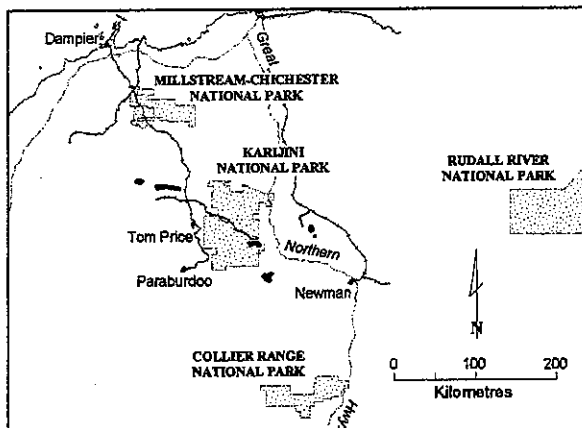 Dampier
Great
MILLSTREAM-CHICHESTER
NATIONAL PARK
KARIJINI
NATIONAL PARK
RUDALL RIVER
NATIONAL PARK
Tom Price
Northern
Paraburdoo
Newman
N
COLLIER RANGE
NATIONAL PARK
0 100 200
Kilometres
Hwy